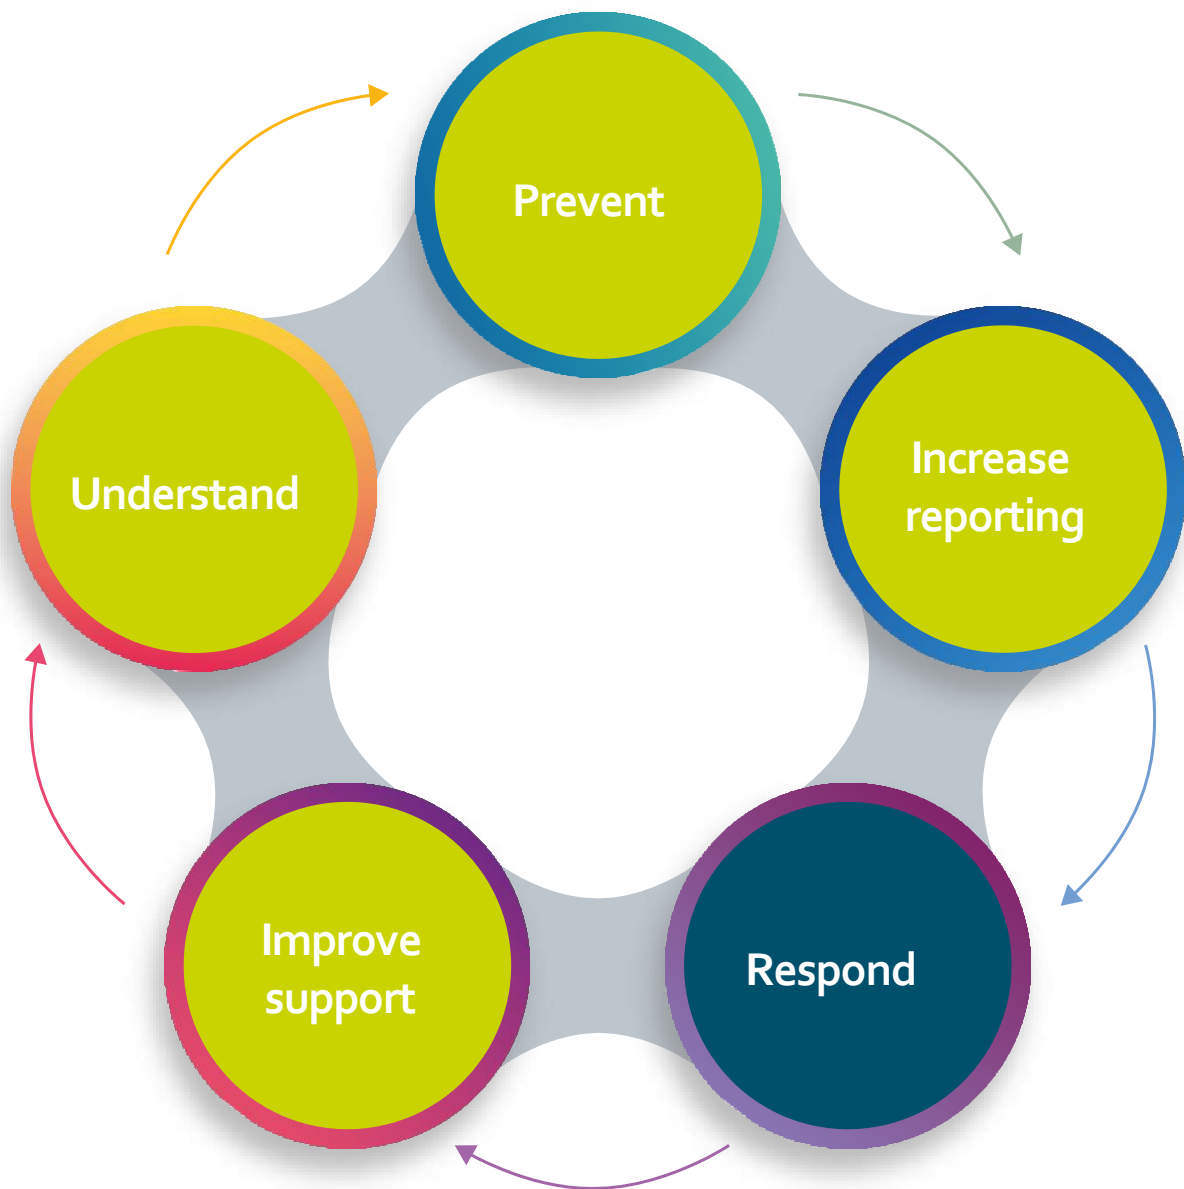 Prevent
Increase
reporting
Respond
Improve
support
Understand